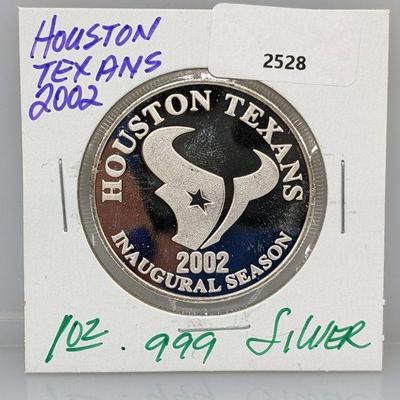 HOUSTON
TEXANS
2002
2528
HOUSTON TEXANS
2002
INAUGURAL SEASON
1oz. .999 SILVER